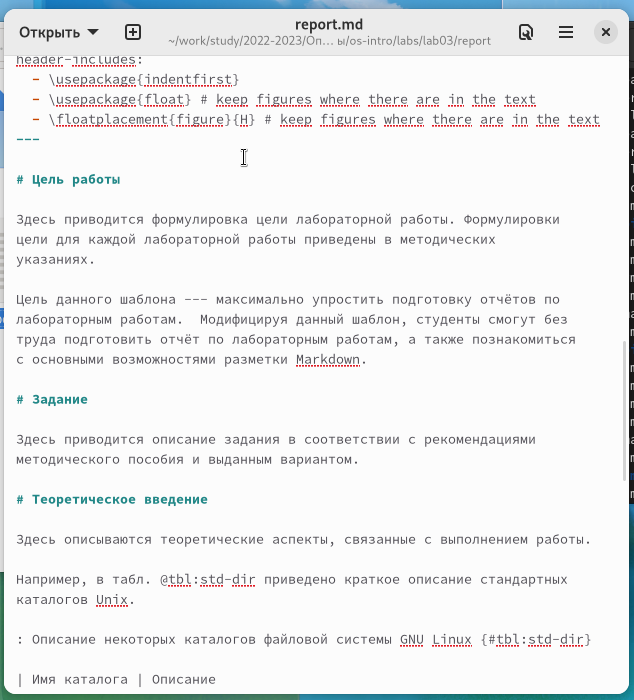 Открыть
report.md
~/work/study/2022-2023/Оп… ы/os-intro/labs/lab03/report
header-includes:
  - \usepackage{indentfirst}
  - \usepackage{float} # keep figures where there are in the text
  - \floatplacement{figure}{H} # keep figures where there are in the text
---
# Цель работы
Здесь приводится формулировка цели лабораторной работы. Формулировки
цели для каждой лабораторной работы приведены в методических
указаниях.
Цель данного шаблона --- максимально упростить подготовку отчётов по
лабораторным работам.  Модифицируя данный шаблон, студенты смогут без
труда подготовить отчёт по лабораторным работам, а также познакомиться
с основными возможностями разметки Markdown.
# Задание
Здесь приводится описание задания в соответствии с рекомендациями
методического пособия и выданным вариантом.
# Теоретическое введение
Здесь описываются теоретические аспекты, связанные с выполнением работы.
Например, в табл. @tbl:std-dir приведено краткое описание стандартных
каталогов Unix.
: Описание некоторых каталогов файловой системы GNU Linux {#tbl:std-dir}
| Имя каталога | Описание